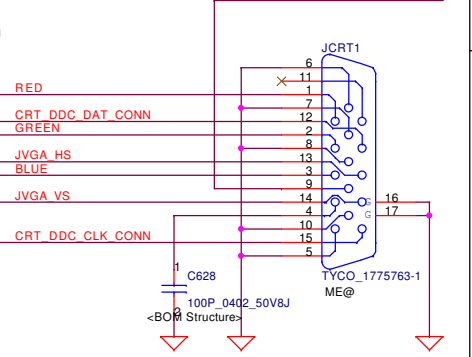 JCRT1
6
11
RED
1
7
CRT_DDC_DAT_CONN
12
GREEN
2
8
JVGA_HS
13
BLUE
3
9
JVGA_VS
14
G
16
4
G
17
10
CRT_DDC_CLK_CONN
15
5
1
C628
TYCO_1775763-1
ME@
100P_0402_50V8J
2
<BOM Structure>